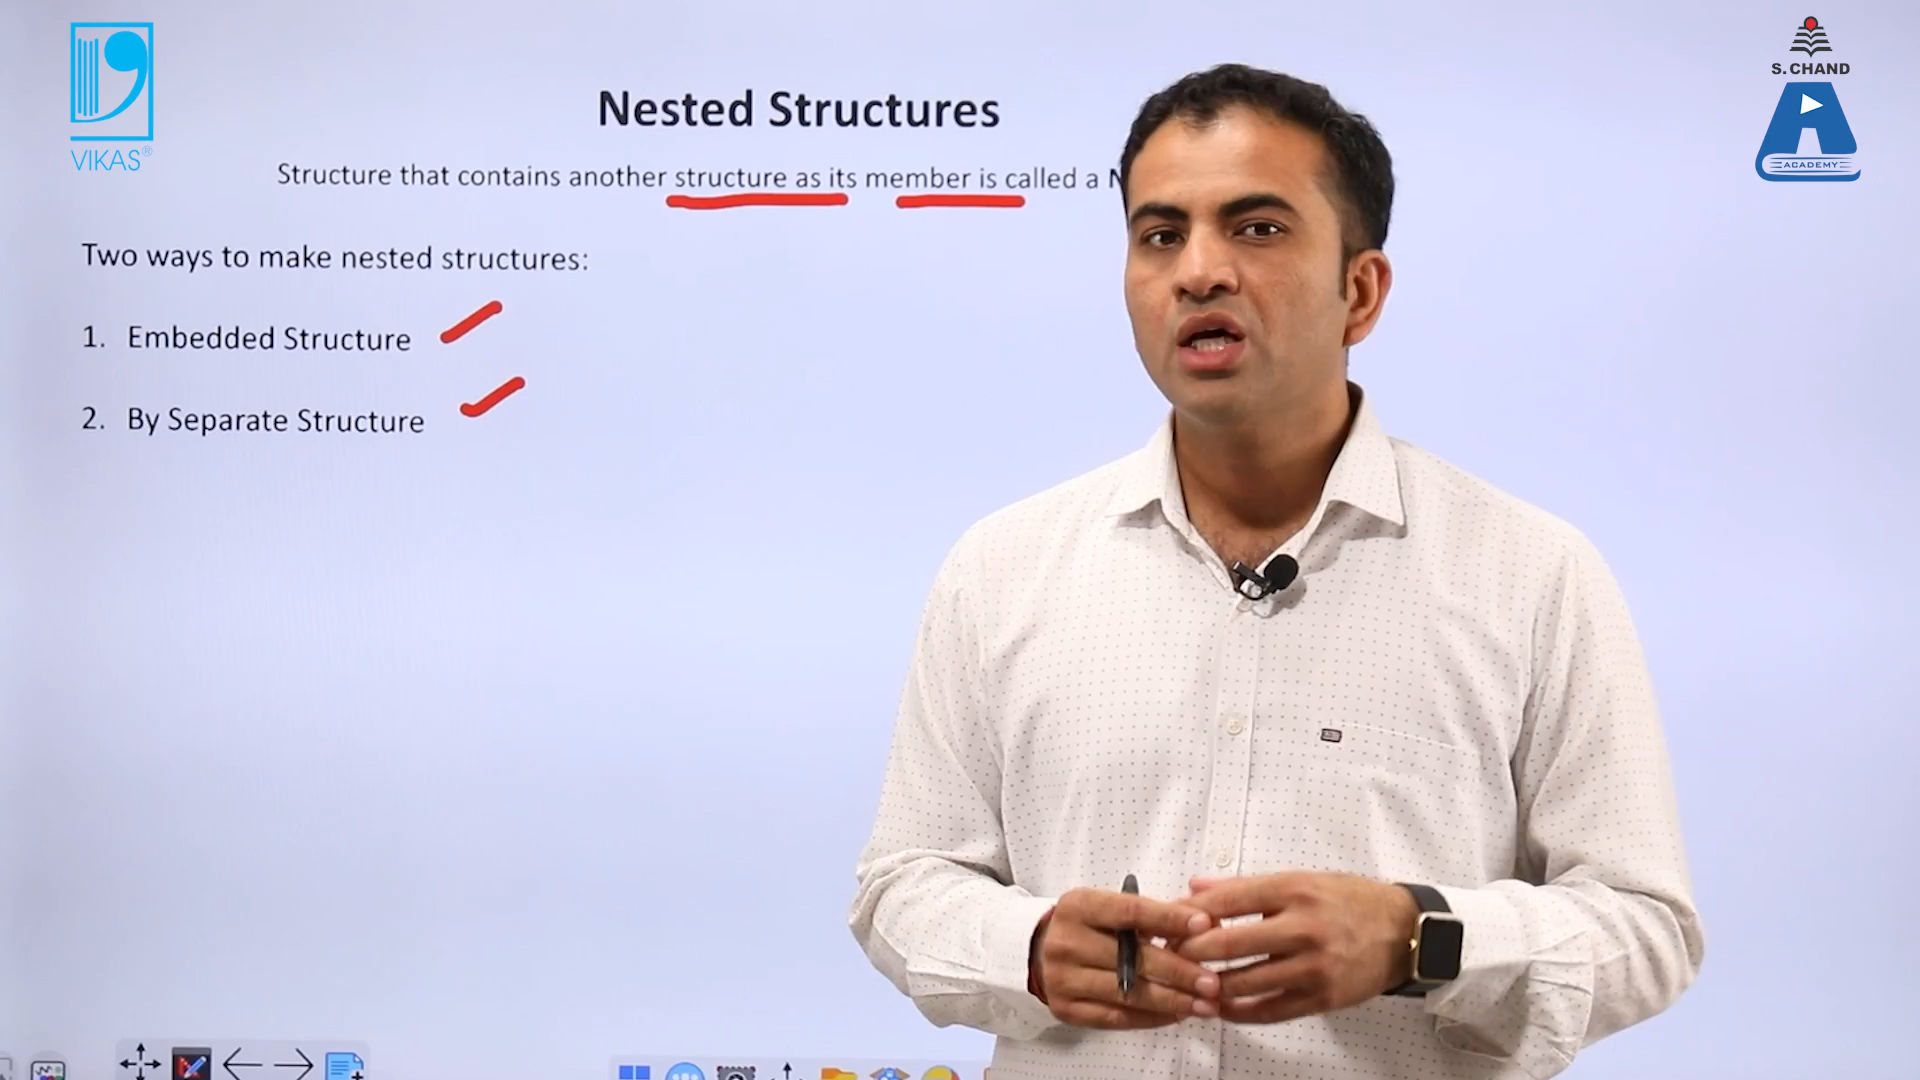 VIKAS®
S. CHAND
ACADEMY
Nested Structures
Structure that contains another structure as its member is called a
Two ways to make nested structures:
1. Embedded Structure
2. By Separate Structure